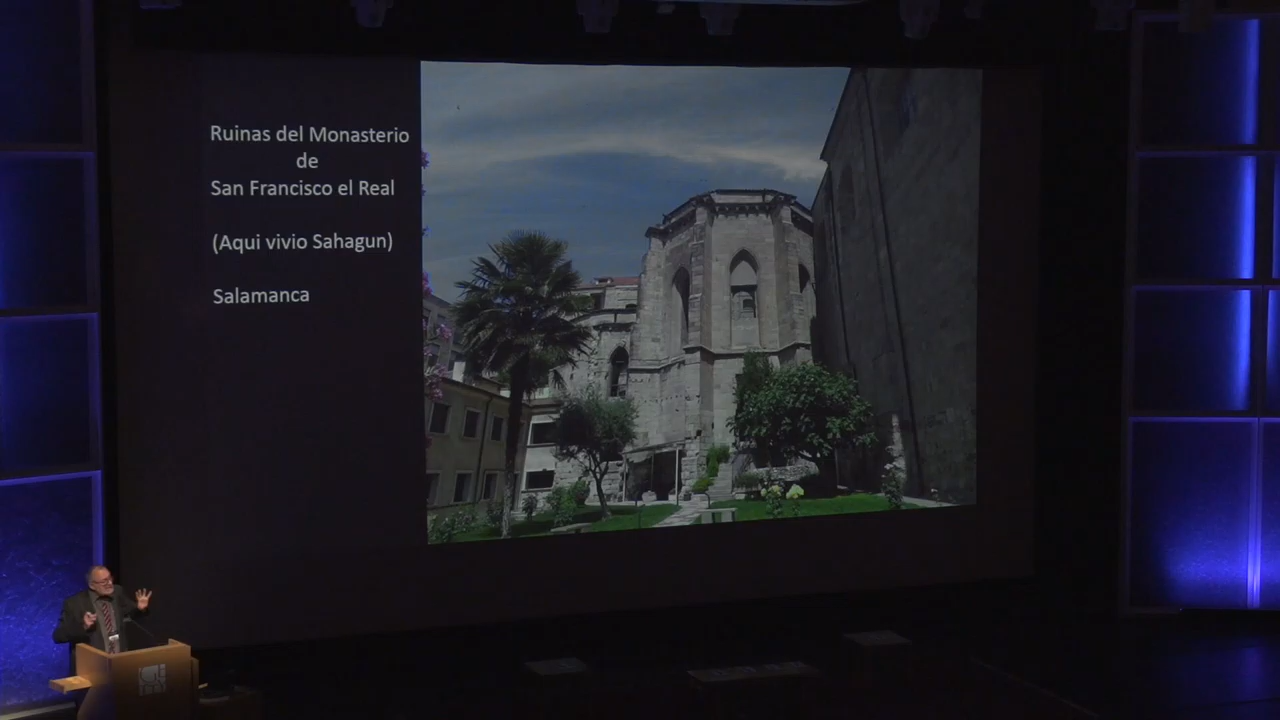 Ruinas del Monasterio
de
San Francisco el Real
(Aqui vivio Sahagun)
Salamanca